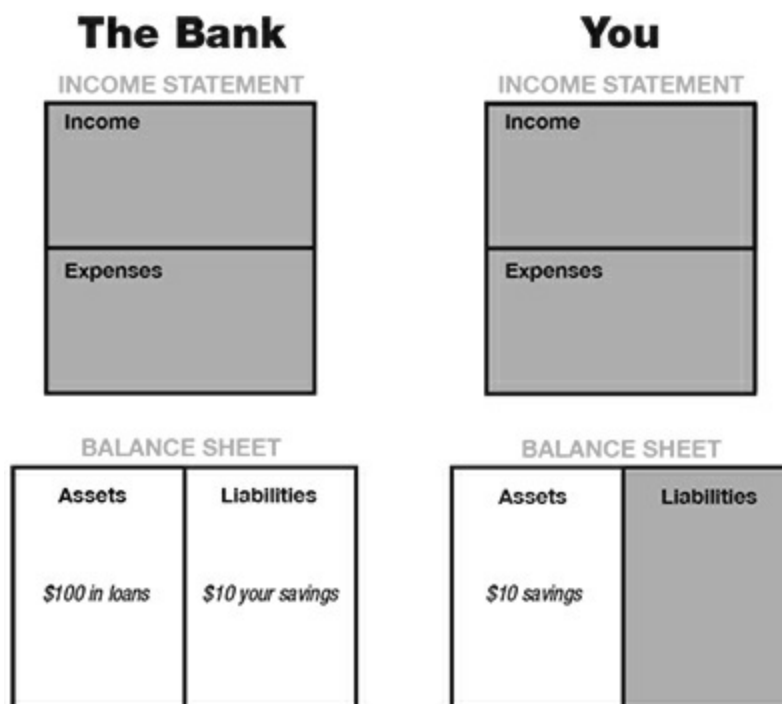 The Bank
INCOME STATEMENT
Income
Expenses
BALANCE SHEET
Assets
Liabilities
$100 in loans
$10 your savings
You
INCOME STATEMENT
Income
Expenses
BALANCE SHEET
Assets
Liabilities
$10 savings